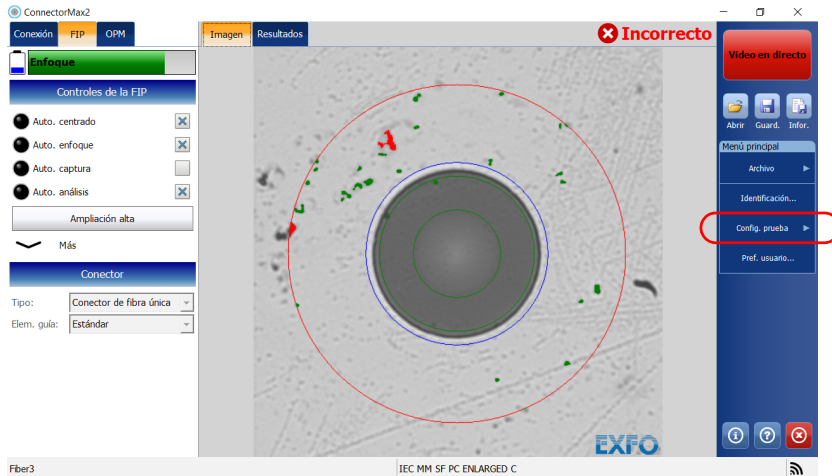 ConnectorMax2
Conexión FIP OPM
Imagen Resultados
Incorrecto
Enfoque
Vídeo en directo
Controles de la FIP
Auto. centrado
Auto. enfoque
Auto. captura
Auto. análisis
Ampliación alta
Más
Conector
Tipo: Conector de fibra única
Elem. guía: Estándar
Abrir Guard. Infor.
Menú principal
Archivo
Identificación...
Config. prueba
Pref. usuario...
EXFO
Fiber3 IEC MM SF PC ENLARGED C